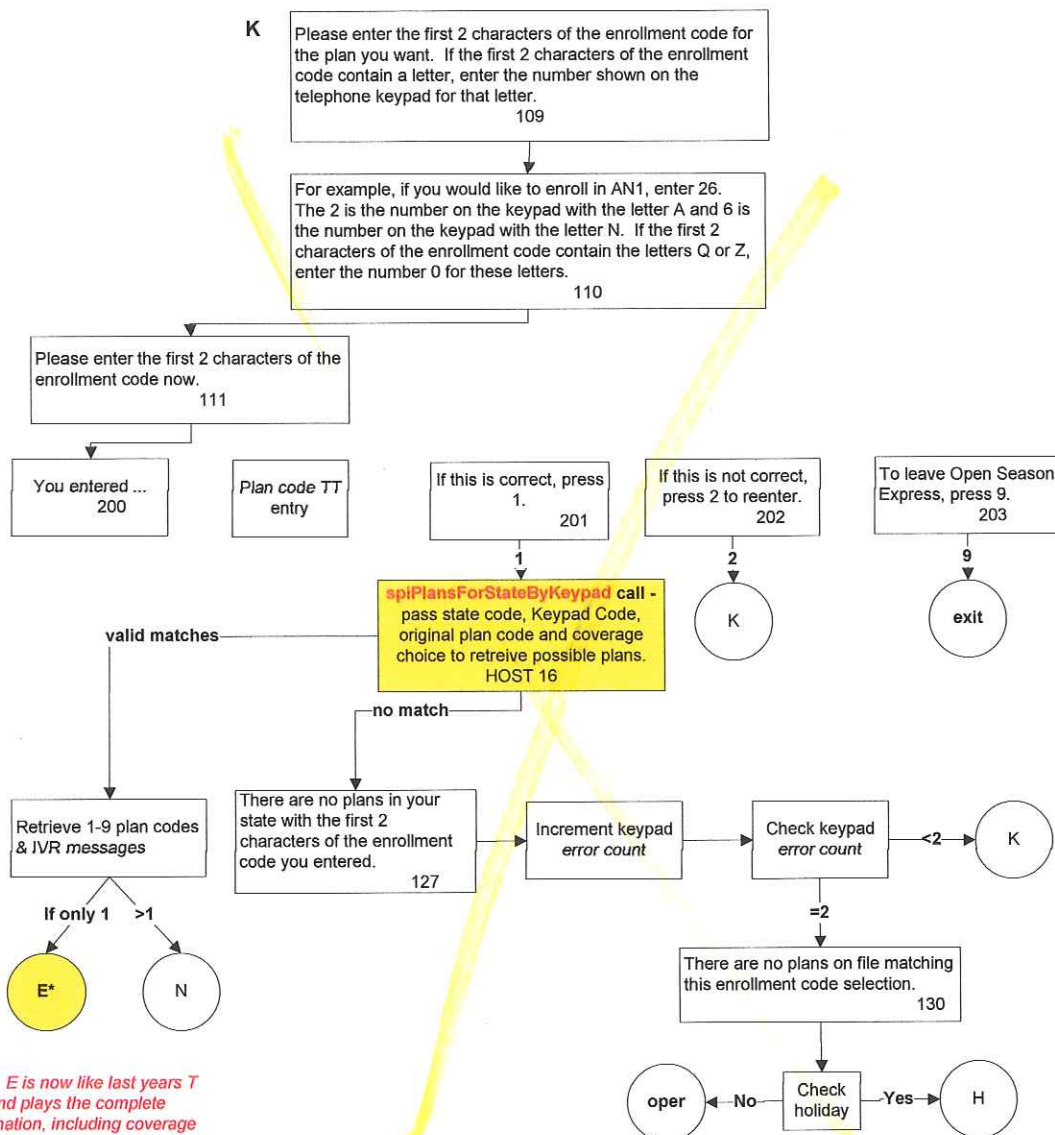 K
Please enter the first 2 characters of the enrollment code for
the plan you want. If the first 2 characters of the enrollment
code contain a letter, enter the number shown on the
telephone keypad for that letter.
109
For example, if you would like to enroll in AN1, enter 26.
The 2 is the number on the keypad with the letter A and 6 is
the number on the keypad with the letter N. If the first 2
characters of the enrollment code contain the letters Q or Z,
enter the number 0 for these letters.
110
Please enter the first 2 characters of the
enrollment code now.
111
You entered ...
200
Plan code TT
entry
If this is correct, press
1.
201
If this is not correct,
press 2 to reenter.
202
To leave Open Season
Express, press 9.
203
1
2
9
spiPlansForStateByKeypad call -
pass state code, Keypad Code,
original plan code and coverage
choice to retreive possible plans.
HOST 16
K
exit
valid matches
no match
Retrieve 1-9 plan codes
& IVR messages
There are no plans in your
state with the first 2
characters of the enrollment
code you entered.
127
Increment keypad
error count
Check keypad
error count
<2
K
If only 1
>1
=2
E*
N
There are no plans on file matching
this enrollment code selection.
130
E is now like last years T
nd plays the complete
nation, including coverage
oper
No
Check
holiday
Yes
H